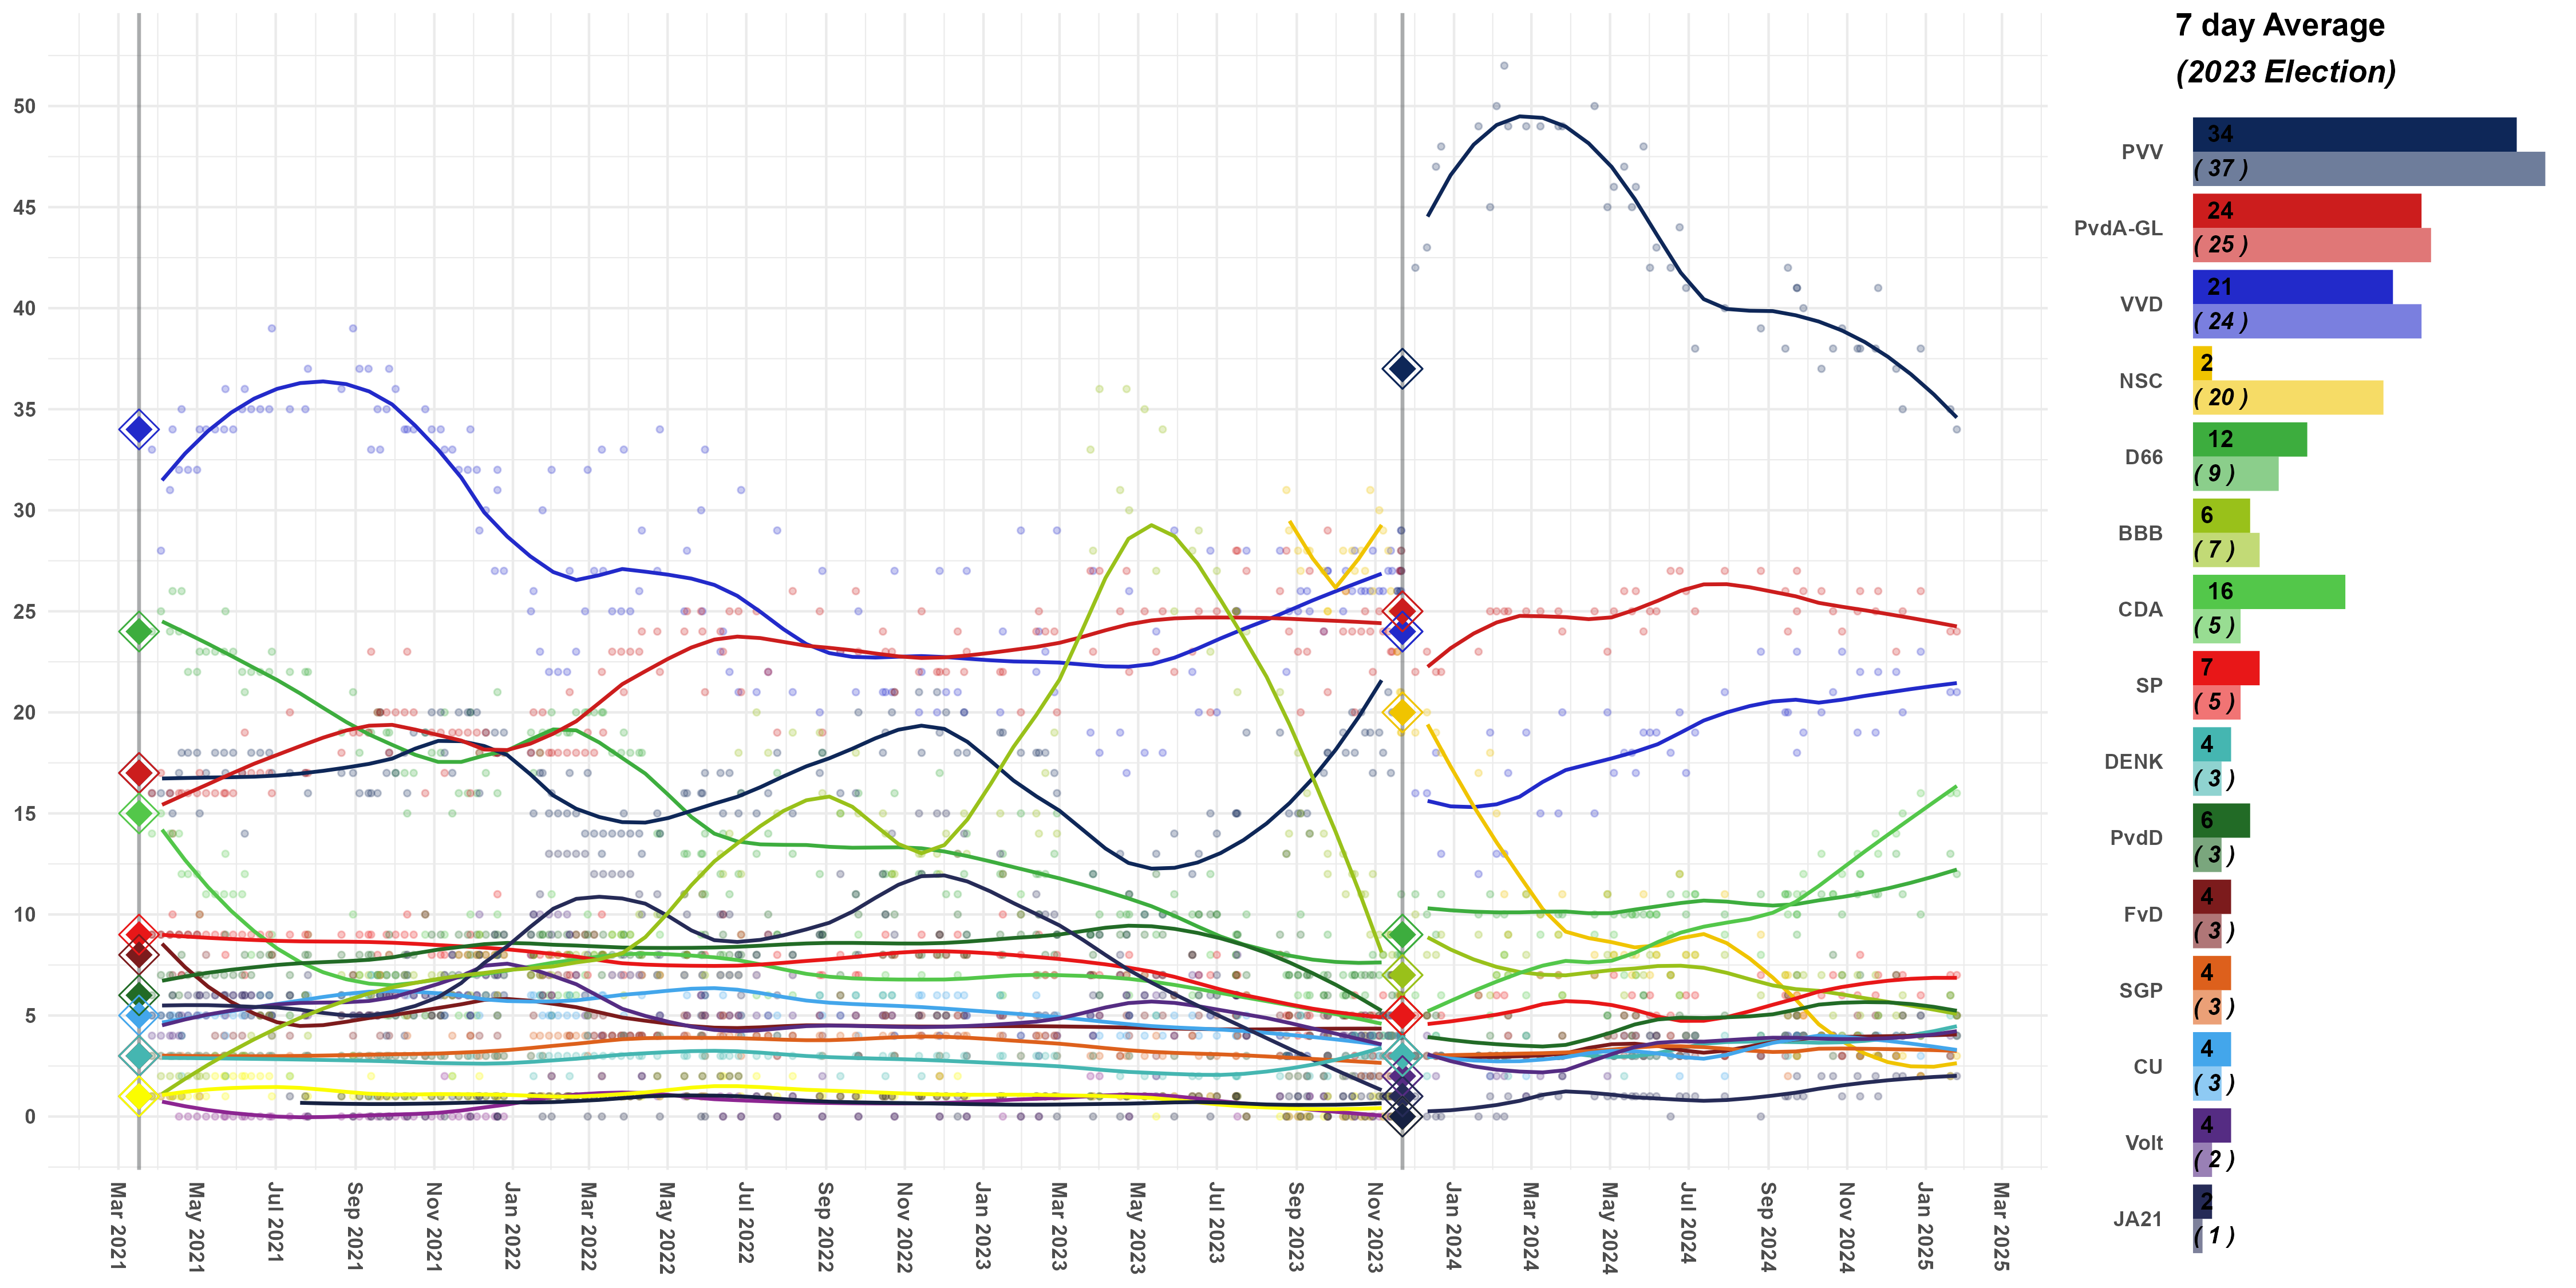 7 day Average
(2023 Election)
50
45
40
35
30
25
20
15
10
5
0
Mar 2021
May 2021
Jul 2021
Sep 2021
Nov 2021
Jan 2022
Mar 2022
May 2022
Jul 2022
Sep 2022
Nov 2022
Jan 2023
Mar 2023
May 2023
Jul 2023
Sep 2023
Nov 2023
Jan 2024
Mar 2024
May 2024
Jul 2024
Sep 2024
Nov 2024
Jan 2025
Mar 2025
PVV
34
( 37 )
PvdA-GL
24
( 25 )
VVD
21
( 24 )
NSC
2
( 20 )
D66
12
( 9 )
BBB
6
( 7 )
CDA
16
( 5 )
SP
7
( 5 )
DENK
4
( 3 )
PvdD
6
( 3 )
FvD
4
( 3 )
SGP
4
( 3 )
CU
4
( 3 )
Volt
4
( 2 )
JA21
2
( 1 )